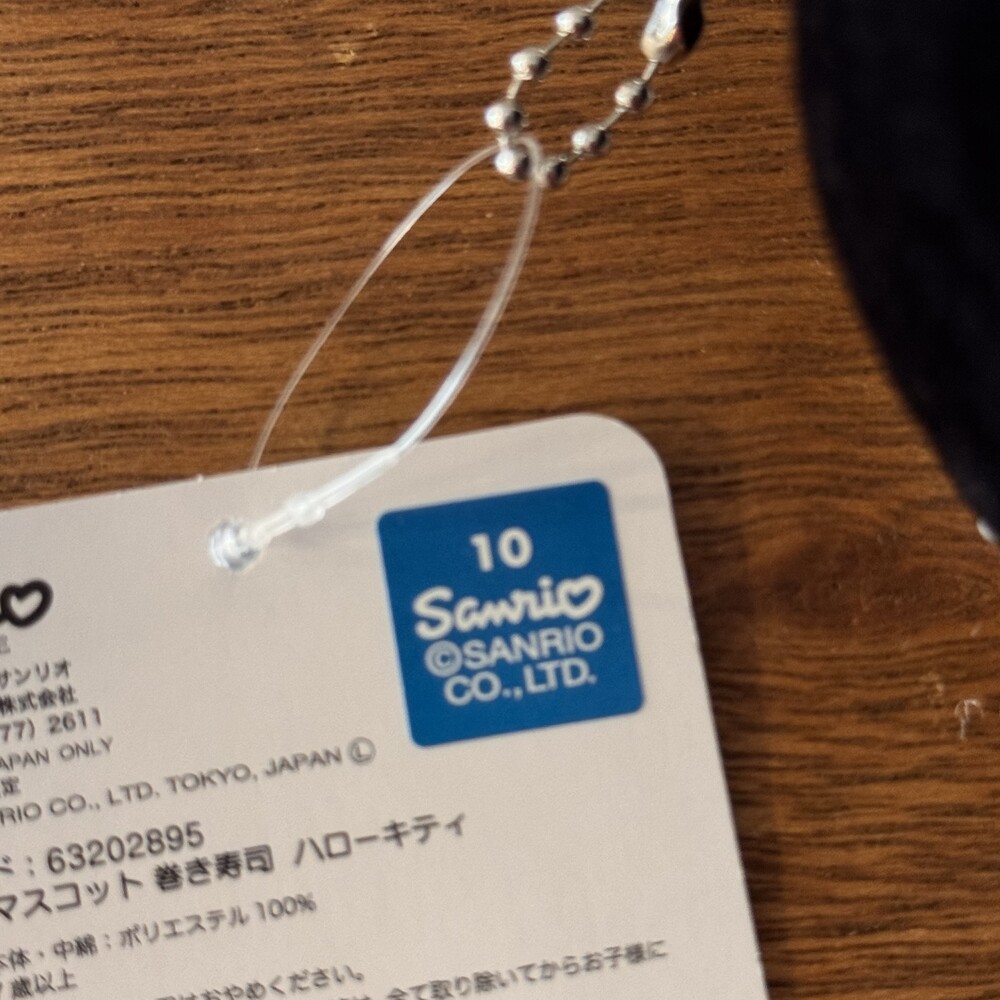 10
Sanrio
©SANRIO
CO., LTD.
サンリオ
株式会社
77) 2611
APAN ONLY
定
RIO CO., LTD. TOKYO, JAPAN Ⓛ
ド：63202895
マスコット 巻き寿司 ハローキティ
本体・中綿：ポリエステル 100%
歳以上
はおやめください。
全て取り除いてからお子様に